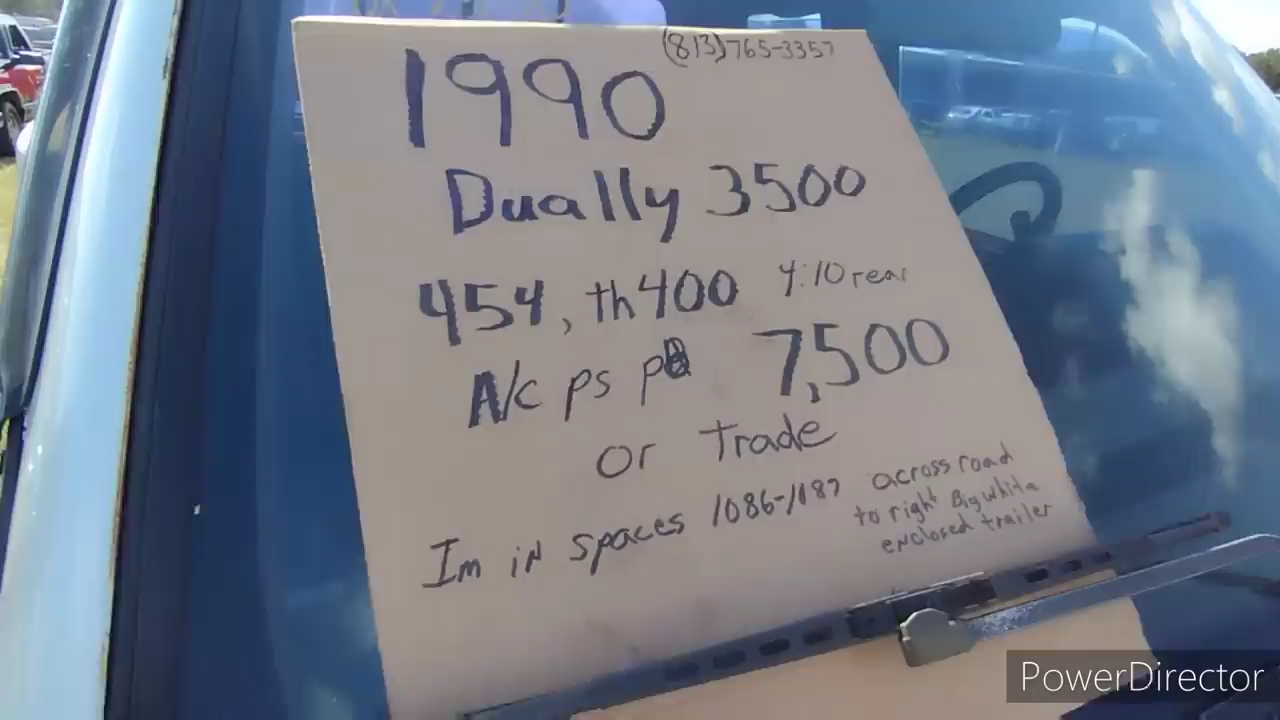 (813)765-3357
1990
Dually 3500
454, th400 4:10 rear
A/c ps pb 7,500
or Trade
Im iN spaces 1086-1087 across road
to right Big white
enclosed trailer
PowerDirector